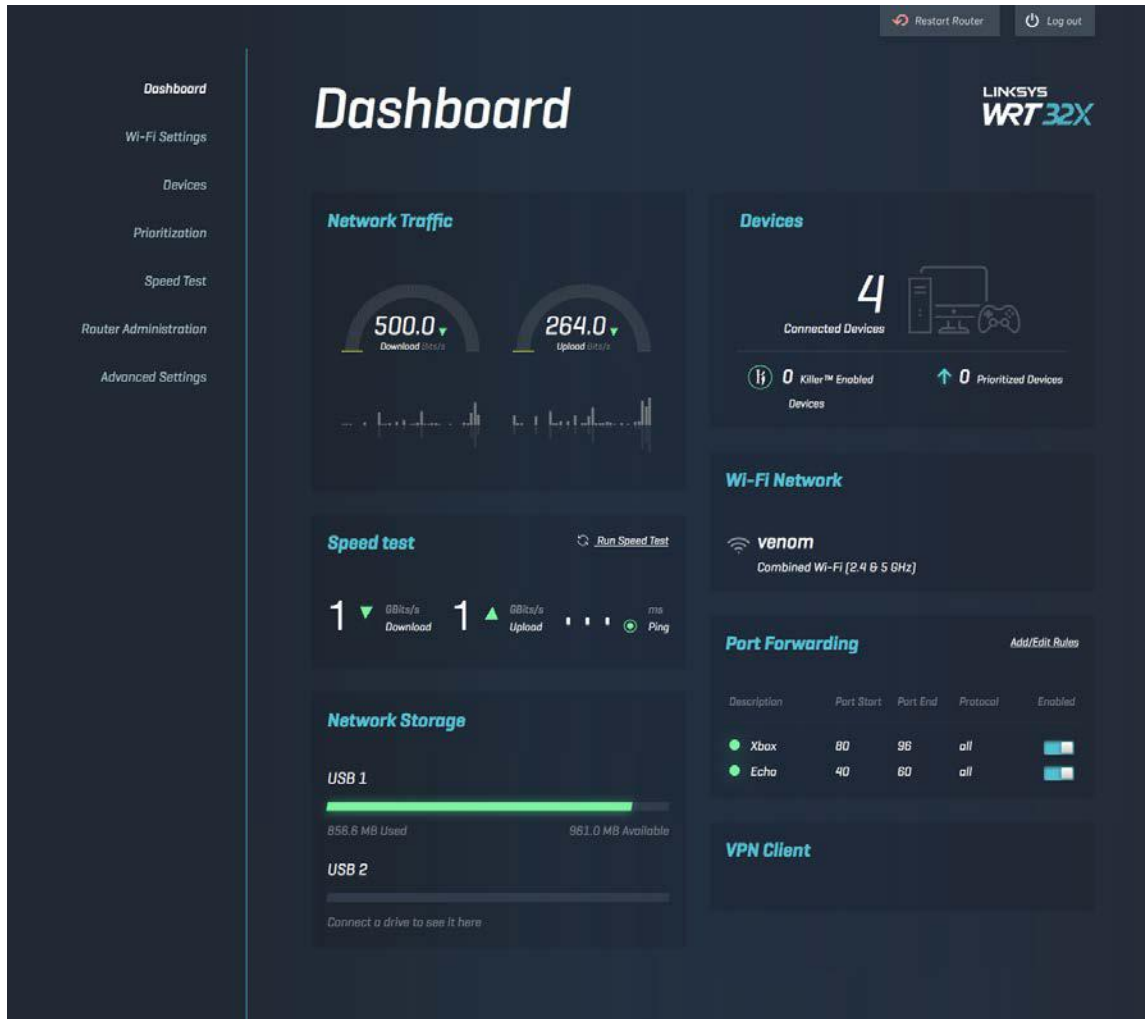 Restart Router
Log out
Dashboard
Wi-Fi Settings
Devices
Prioritization
Speed Test
Router Administration
Advanced Settings
Dashboard
LINKSYS
WRT 32X
Network Traffic
500.0
Download Bits/s
264.0
Upload Bits/s
Devices
4
Connected Devices
0 Killer™ Enabled
Devices
0 Prioritized Devices
Wi-Fi Network
venom
Combined Wi-Fi (2.4 & 5 GHz)
Speed test
Run Speed Test
1 GBits/s
Download
1 GBits/s
Upload
ms
Ping
Port Forwarding
Add/Edit Rules
Description Port Start Port End Protocol Enabled
Xbox 80 96 all
Echo 40 60 all
Network Storage
USB 1
856.6 MB Used 961.0 MB Available
USB 2
Connect a drive to see it here
VPN Client